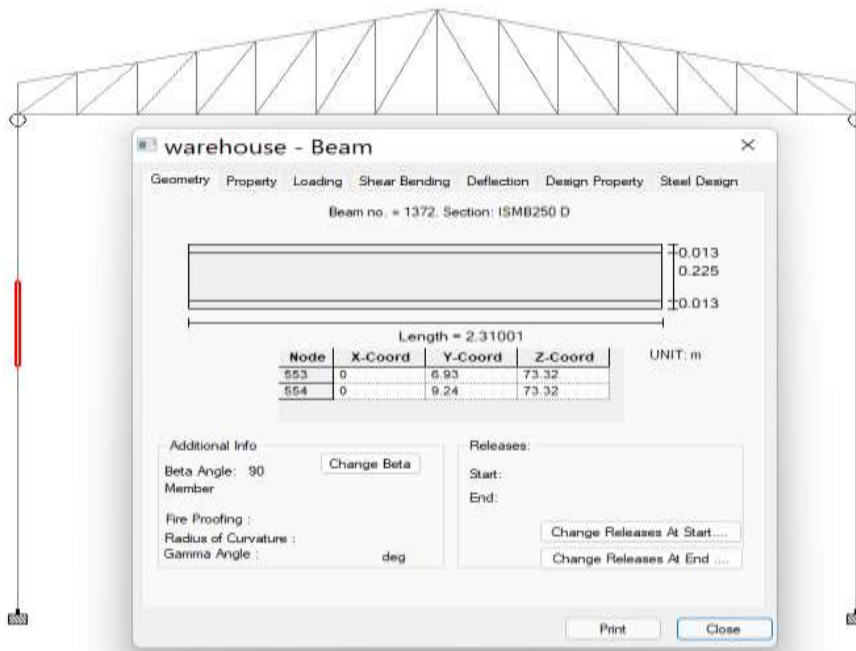 warehouse - Beam
Geometry Property Loading Shear Bending Deflection Design Property Steel Design
Beam no. = 1372. Section: ISMB250 D
0.013
0.225
0.013
Length = 2.31001
UNIT: m
Node X-Coord Y-Coord Z-Coord
553 0 6.93 73.32
554 0 9.24 73.32
Additional Info
Beta Angle: 90 Change Beta
Member
Fire Proofing :
Radius of Curvature :
Gamma Angle : deg
Releases:
Start:
End:
Change Releases At Start....
Change Releases At End ....
Print Close